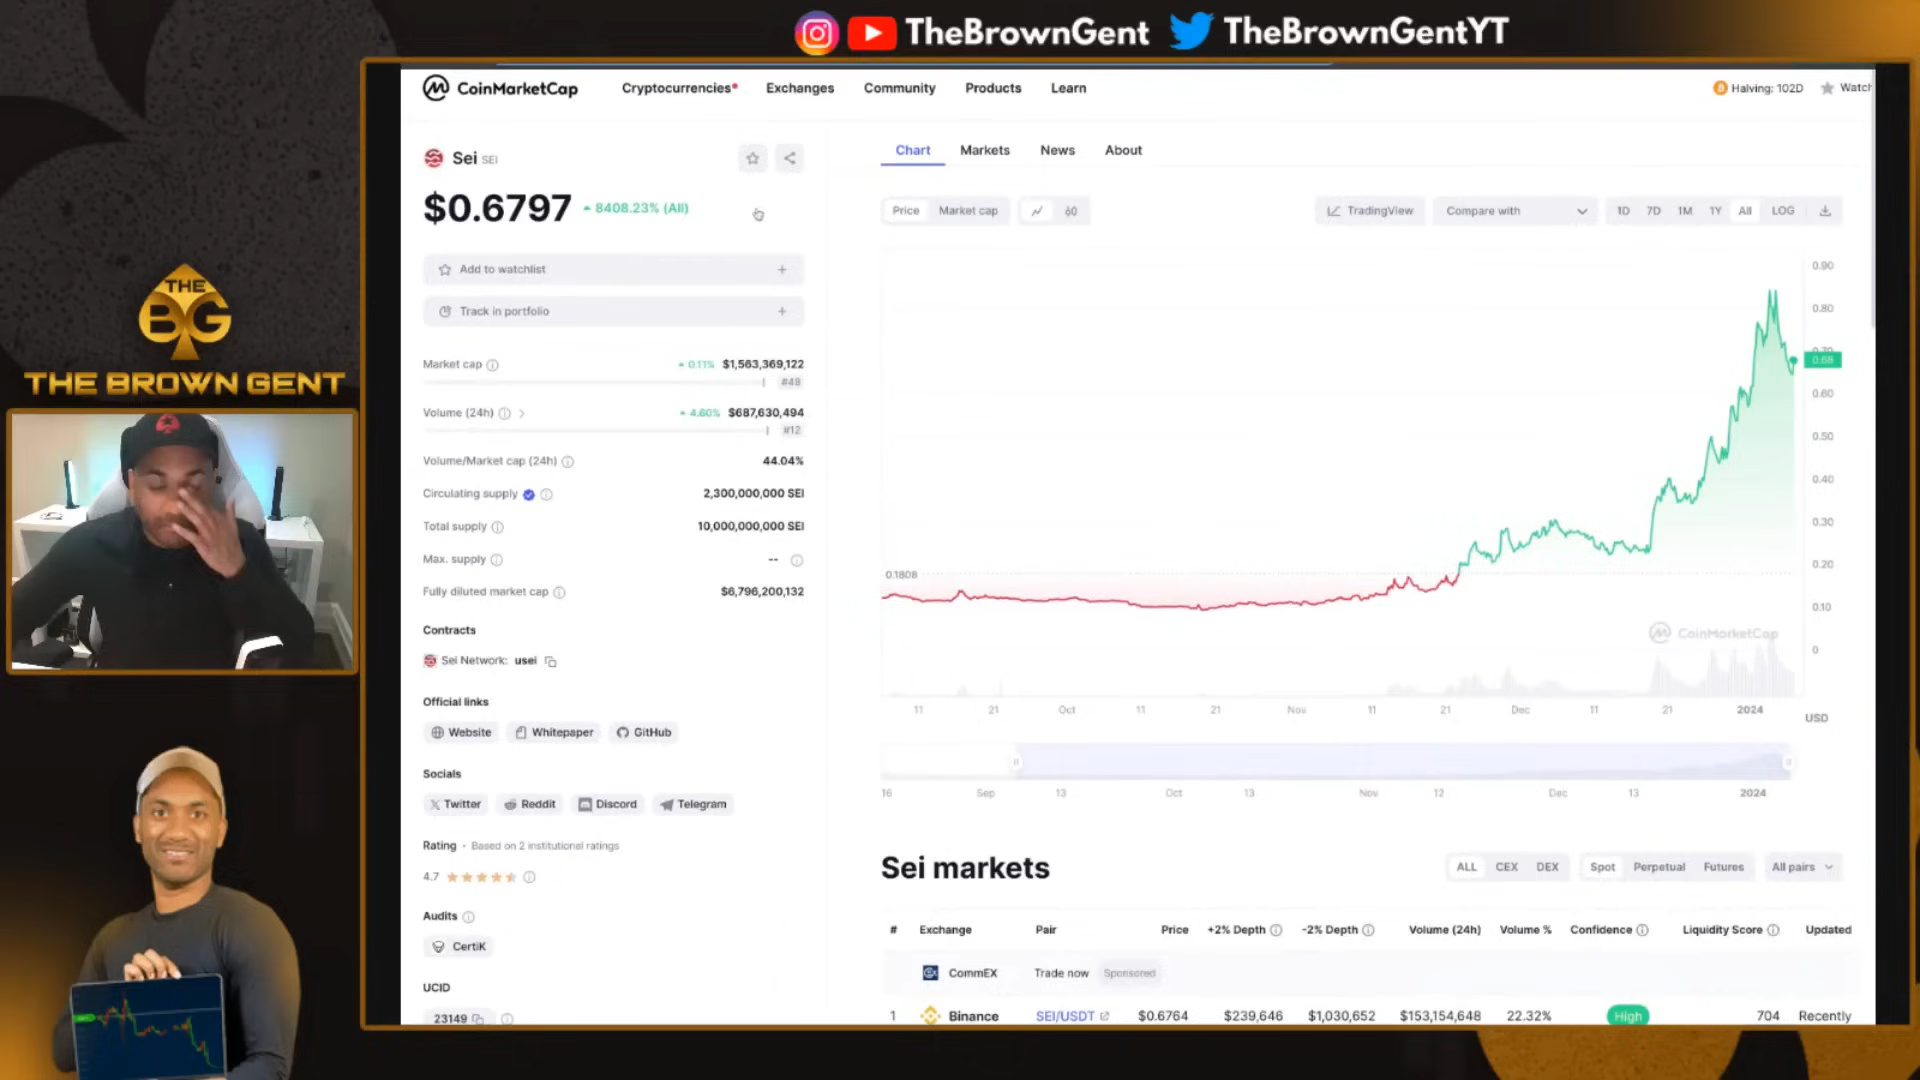 TheBrownGent TheBrownGentYT
CoinMarketCap Cryptocurrencies Exchanges Community Products Learn Halving: 102D Watch
Sei SEI
$0.6797 8408.23% (All)
Add to watchlist +
Track in portfolio +
Market cap 0.11% $1,563,369,122
#48
Volume (24h) > 4.60% $687,630,494
#12
Volume/Market cap (24h) 44.04%
Circulating supply 2,300,000,000 SEI
Total supply 10,000,000,000 SEI
Max. supply --
Fully diluted market cap $6,796,200,132
Contracts
Sei Network: usei
Official links
Website Whitepaper GitHub
Socials
Twitter Reddit Discord Telegram
Rating • Based on 2 institutional ratings
4.7
Audits
CertiK
UCID
23149
Chart Markets News About
Price Market cap TradingView Compare with 1D 7D 1M 1Y All LOG
0.90
0.80
0.70
0.68
0.60
0.50
0.40
0.30
0.20
0.1808
0.10
CoinMarketCap
0
11 21 Oct 11 21 Nov 11 21 Dec 11 21 2024
USD
16 Sep 13 Oct 13 Nov 12 Dec 13 2024
Sei markets ALL CEX DEX Spot Perpetual Futures All pairs
# Exchange Pair Price +2% Depth -2% Depth Volume (24h) Volume % Confidence Liquidity Score Updated
CommEX Trade now Sponsored
1 Binance SEI/USDT $0.6764 $239,646 $1,030,652 $153,154,648 22.32% High 704 Recently
THE
BG
THE BROWN GENT